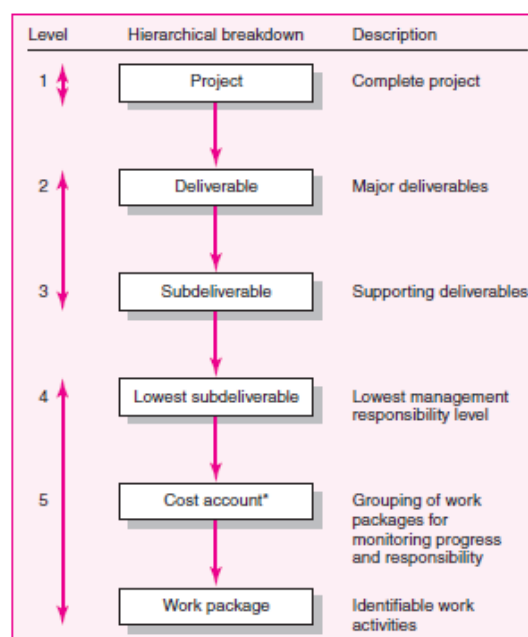 Level Hierarchical breakdown Description
1 Project Complete project
2 Deliverable Major deliverables
3 Subdeliverable Supporting deliverables
4 Lowest subdeliverable Lowest management
responsibility level
5 Cost account* Grouping of work
packages for
monitoring progress
and responsibility
Work package Identifiable work
activities